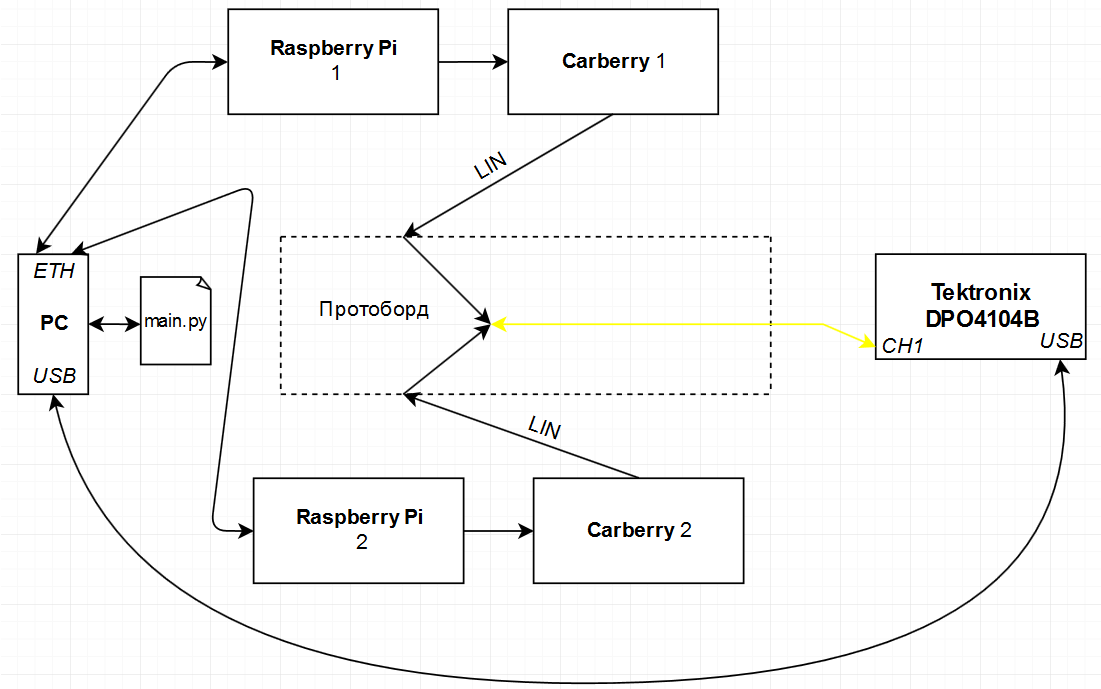 Raspberry Pi
1
Carberry 1
LIN
ETH
PC
USB
main.py
Протоборд
Tektronix
DPO4104B
CH1
USB
LIN
Raspberry Pi
2
Carberry 2